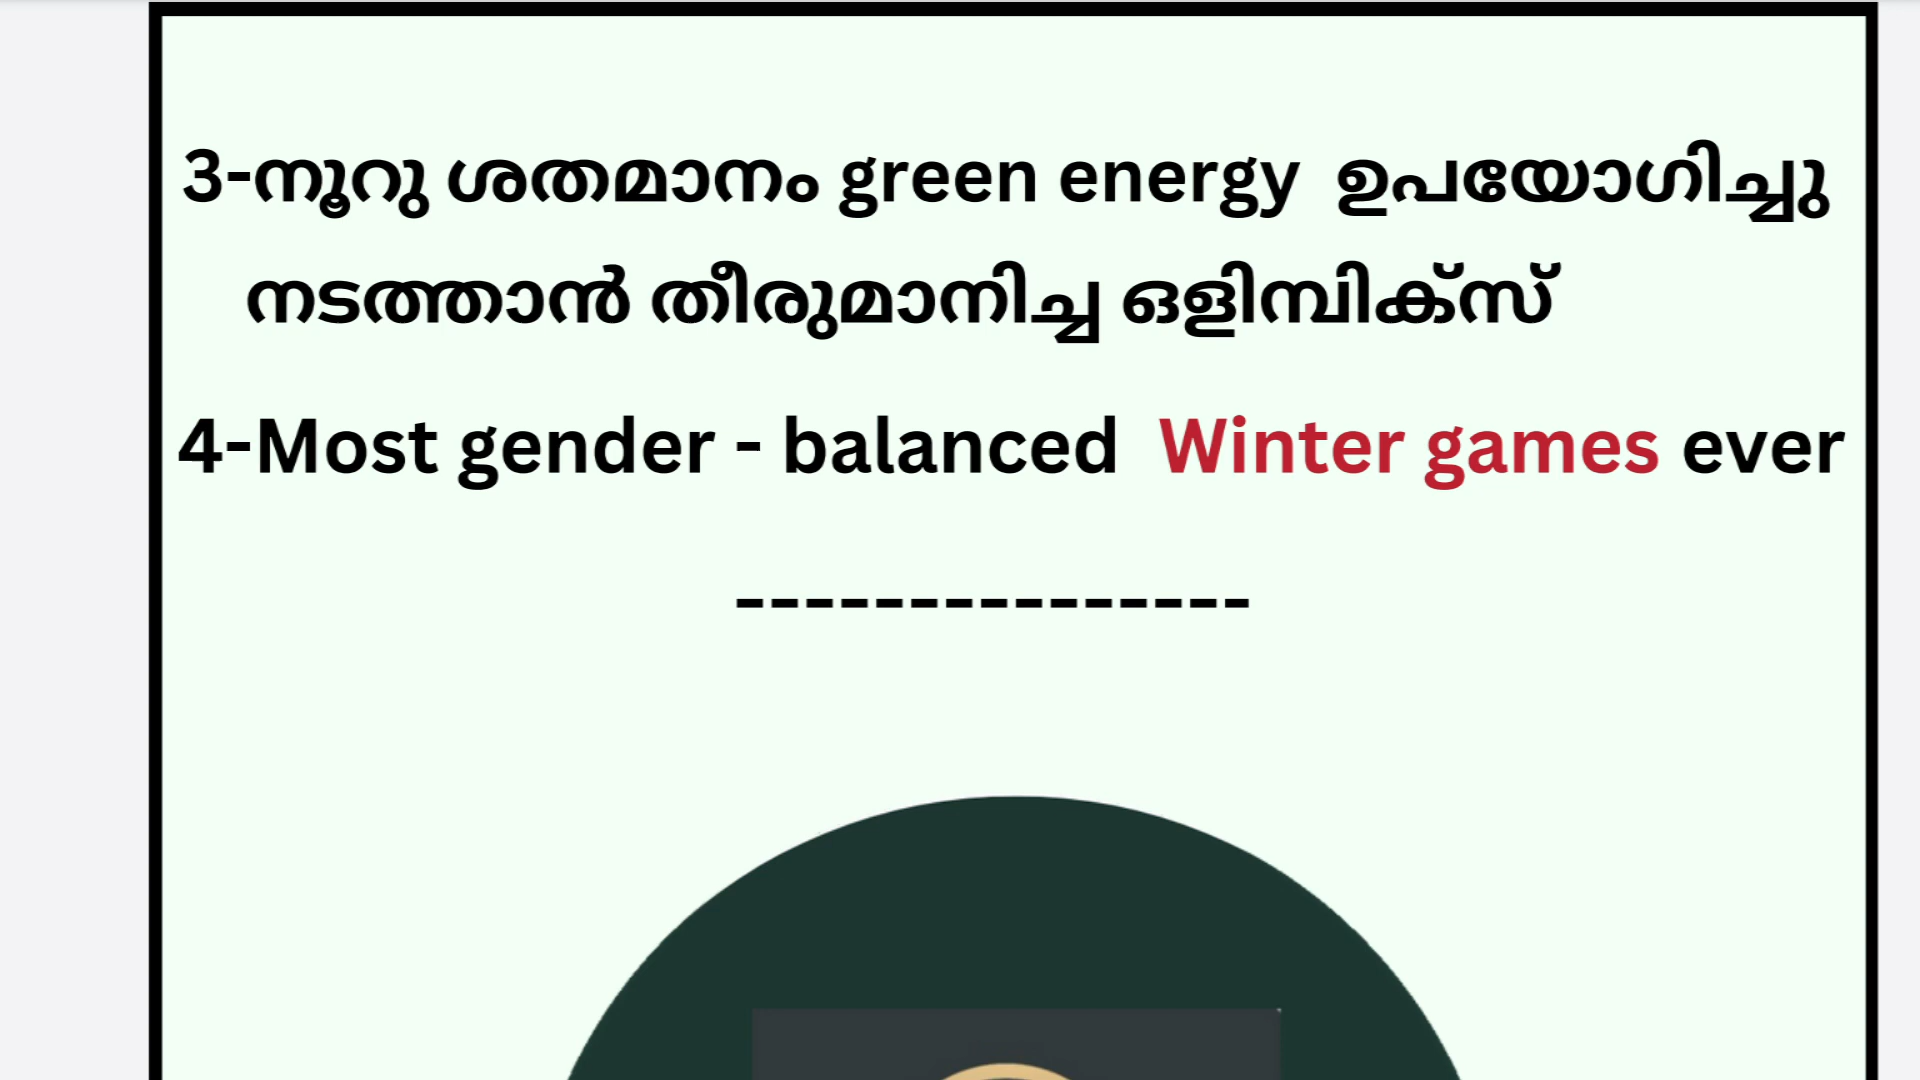 3-നൂറു ശതമാനം green energy ഉപയോഗിച്ചു
നടത്താൻ തീരുമാനിച്ച ഒളിമ്പിക്സ്
4-Most gender - balanced Winter games ever
---------------